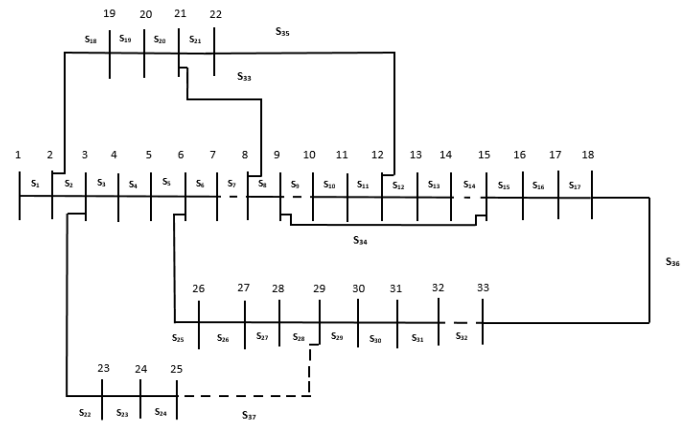 19 20 21 22
S₁₈ S₁₉ S₂₀ S₂₁ S₃₅
S₃₃
1 2 3 4 5 6 7 8 9 10 11 12 13 14 15 16 17 18
S₁ S₂ S₃ S₄ S₅ S₆ S₇ S₈ S₉ S₁₀ S₁₁ S₁₂ S₁₃ S₁₄ S₁₅ S₁₆ S₁₇
S₃₄
S₃₆
26 27 28 29 30 31 32 33
S₂₅ S₂₆ S₂₇ S₂₈ S₂₉ S₃₀ S₃₁ S₃₂
23 24 25
S₂₂ S₂₃ S₂₄ S₃₇